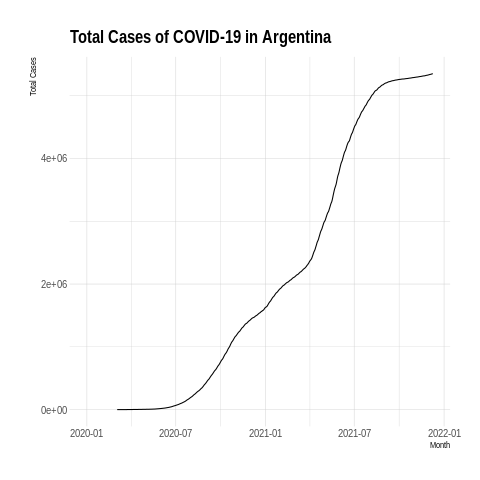 Total Cases of COVID-19 in Argentina
Total Cases
4e+06
2e+06
0e+00
2020-01 2020-07 2021-01 2021-07 2022-01
Month